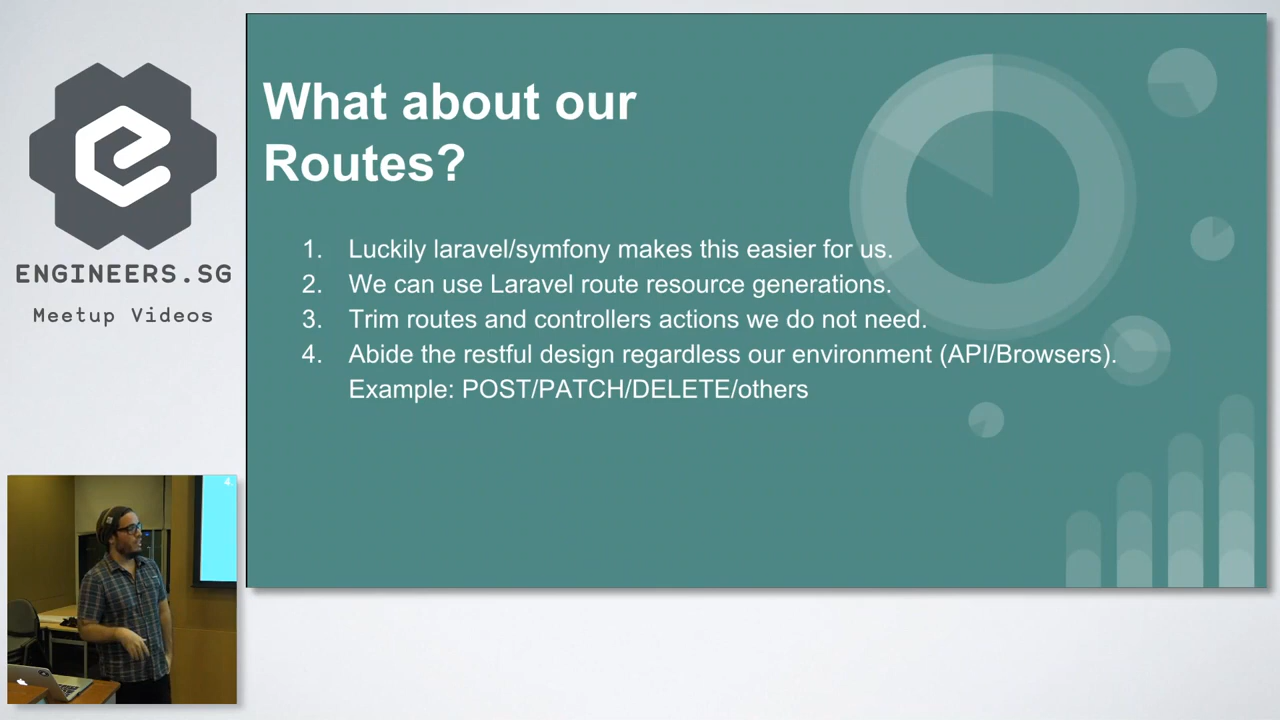 ENGINEERS.SG
Meetup Videos
What about our
Routes?
1. Luckily laravel/symfony makes this easier for us.
2. We can use Laravel route resource generations.
3. Trim routes and controllers actions we do not need.
4. Abide the restful design regardless our environment (API/Browsers).
Example: POST/PATCH/DELETE/others
4.